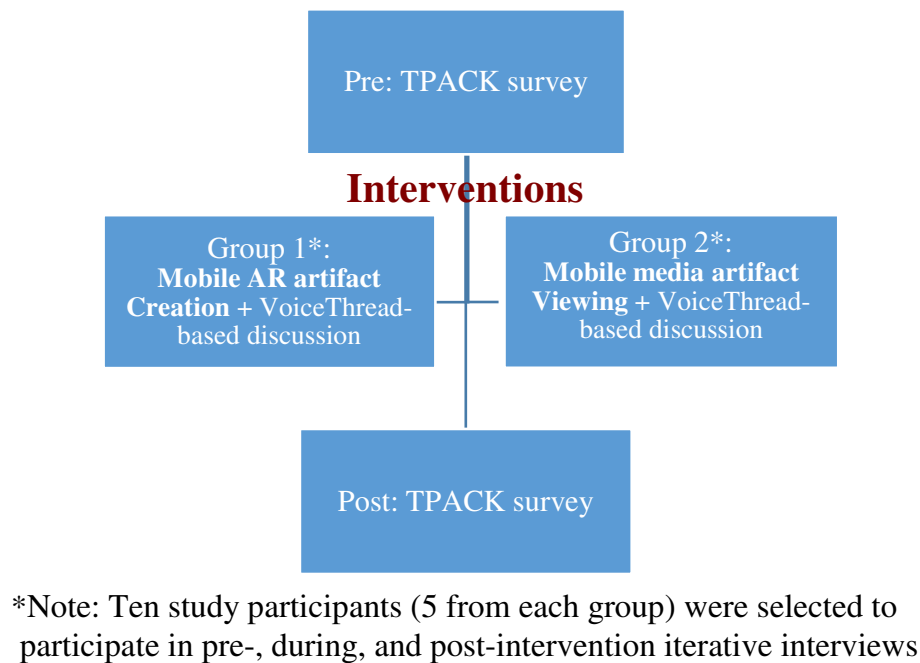 Pre: TPACK survey
Interventions
Group 1*:
Mobile AR artifact
Creation + VoiceThread-
based discussion
Group 2*:
Mobile media artifact
Viewing + VoiceThread-
based discussion
Post: TPACK survey
*Note: Ten study participants (5 from each group) were selected to
participate in pre-, during, and post-intervention iterative interviews